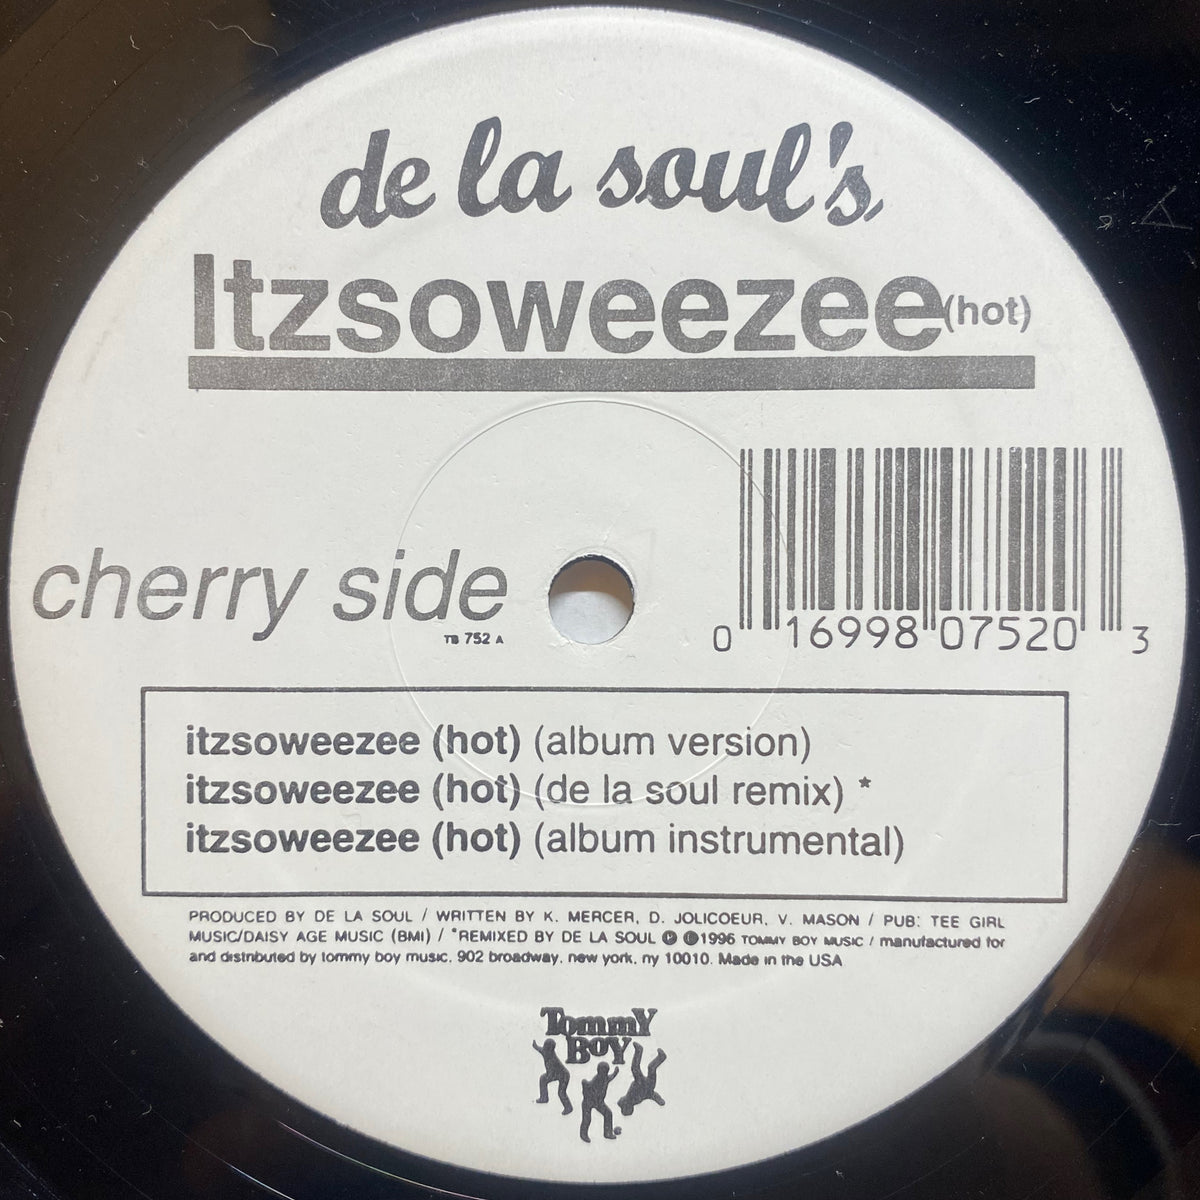 de la soul's
Itzsoweezee (hot)
cherry side
TB 752 A
0 16998 07520 3
itzsoweezee (hot) (album version)
itzsoweezee (hot) (de la soul remix) *
itzsoweezee (hot) (album instrumental)
PRODUCED BY DE LA SOUL / WRITTEN BY K. MERCER, D. JOLICOEUR, V. MASON / PUB: TEE GIRL
MUSIC/DAISY AGE MUSIC (BMI) / *REMIXED BY DE LA SOUL ℗ ©1996 TOMMY BOY MUSIC / manufactured for
and distributed by tommy boy music. 902 broadway. new york, ny 10010. Made in the USA
TommY
BoY